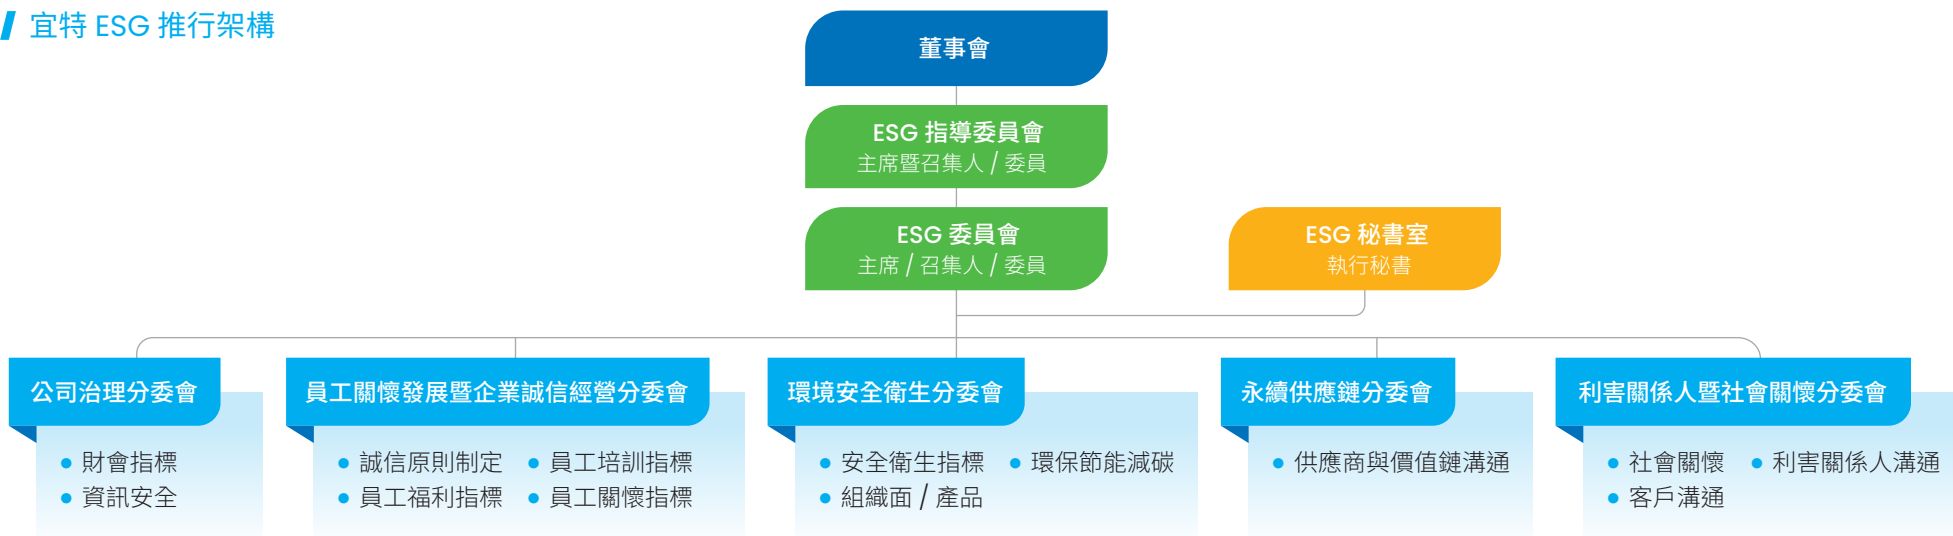 宜特 ESG 推行架構
董事會
ESG 指導委員會
主席暨召集人 / 委員
ESG 委員會
主席 / 召集人 / 委員
ESG 秘書室
執行秘書
公司治理分委會
財會指標
資訊安全
員工關懷發展暨企業誠信經營分委會
誠信原則制定
員工培訓指標
員工福利指標
員工關懷指標
環境安全衛生分委會
安全衛生指標
環保節能減碳
組織面 / 產品
永續供應鏈分委會
供應商與價值鏈溝通
利害關係人暨社會關懷分委會
社會關懷
利害關係人溝通
客戶溝通